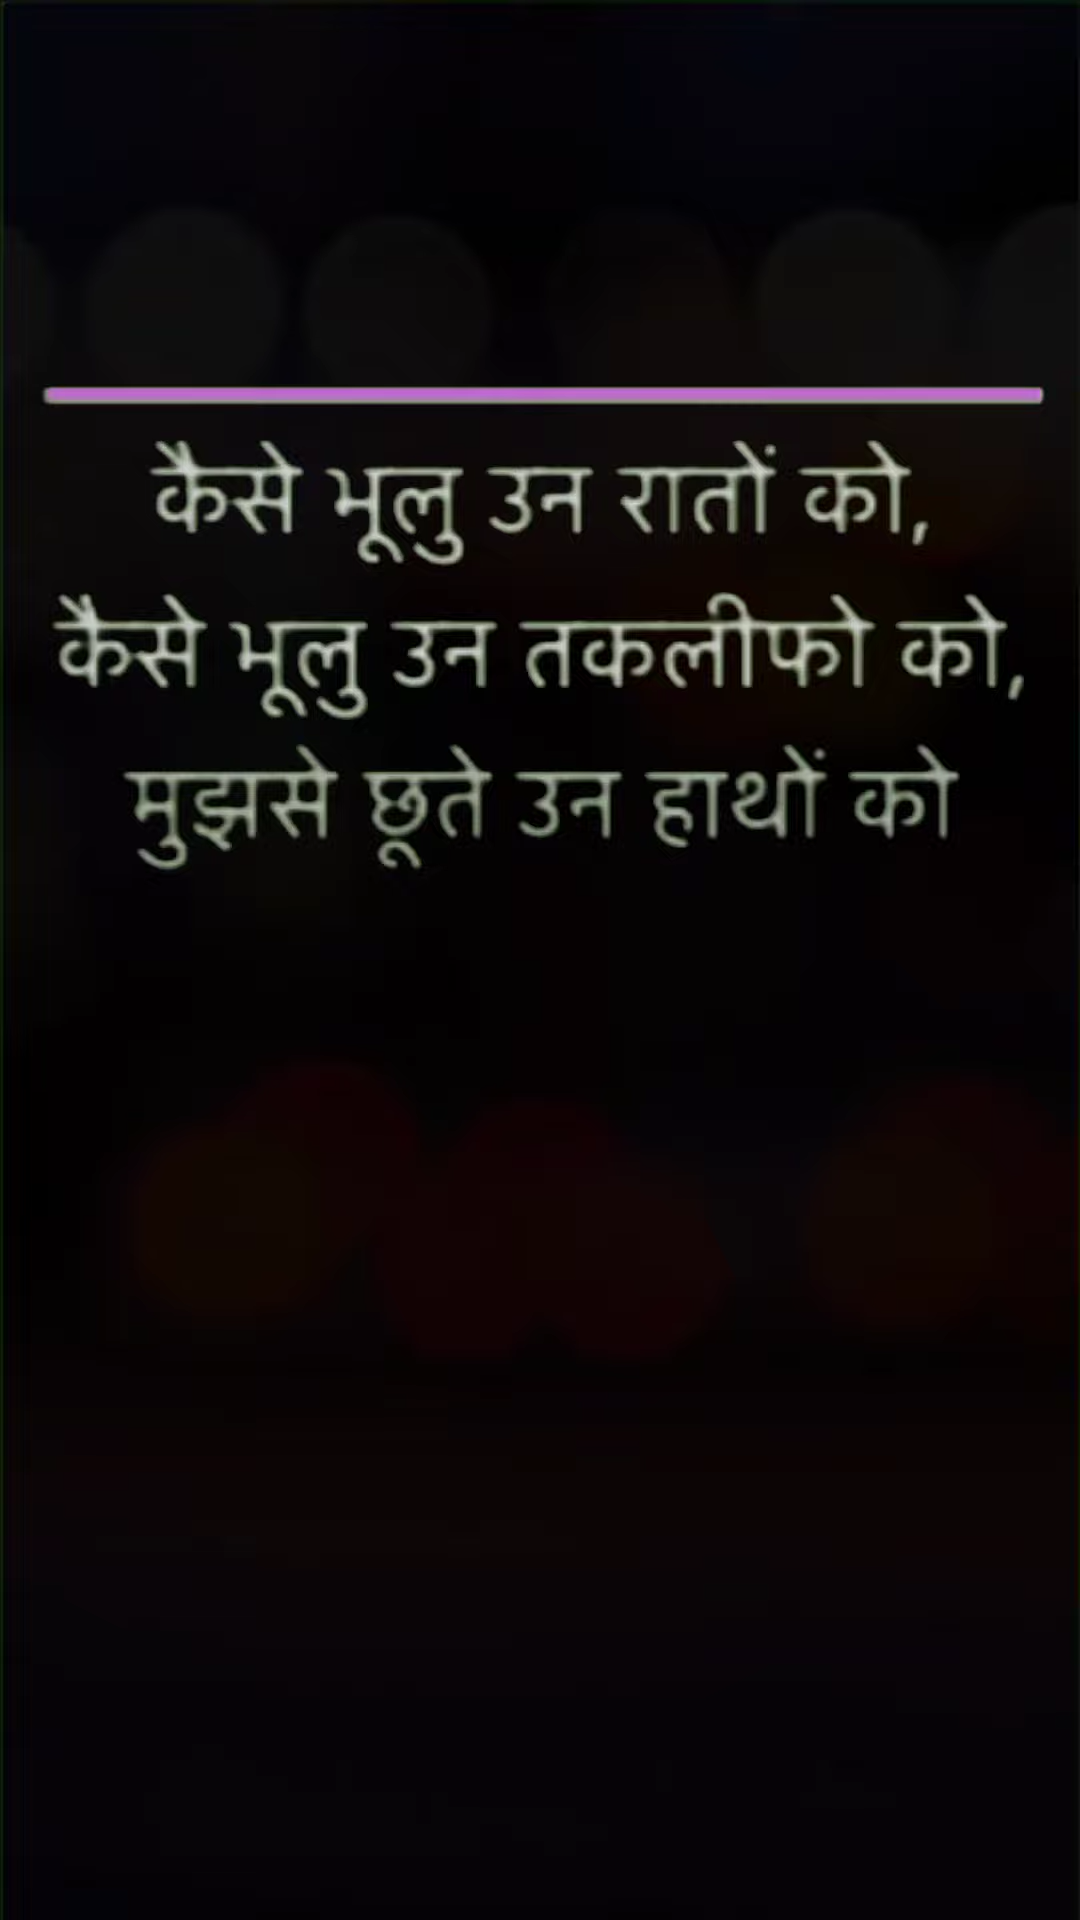 कैसे भूलु उन रातों को,
कैसे भूलु उन तकलीफो को,
मुझसे छूते उन हाथों को